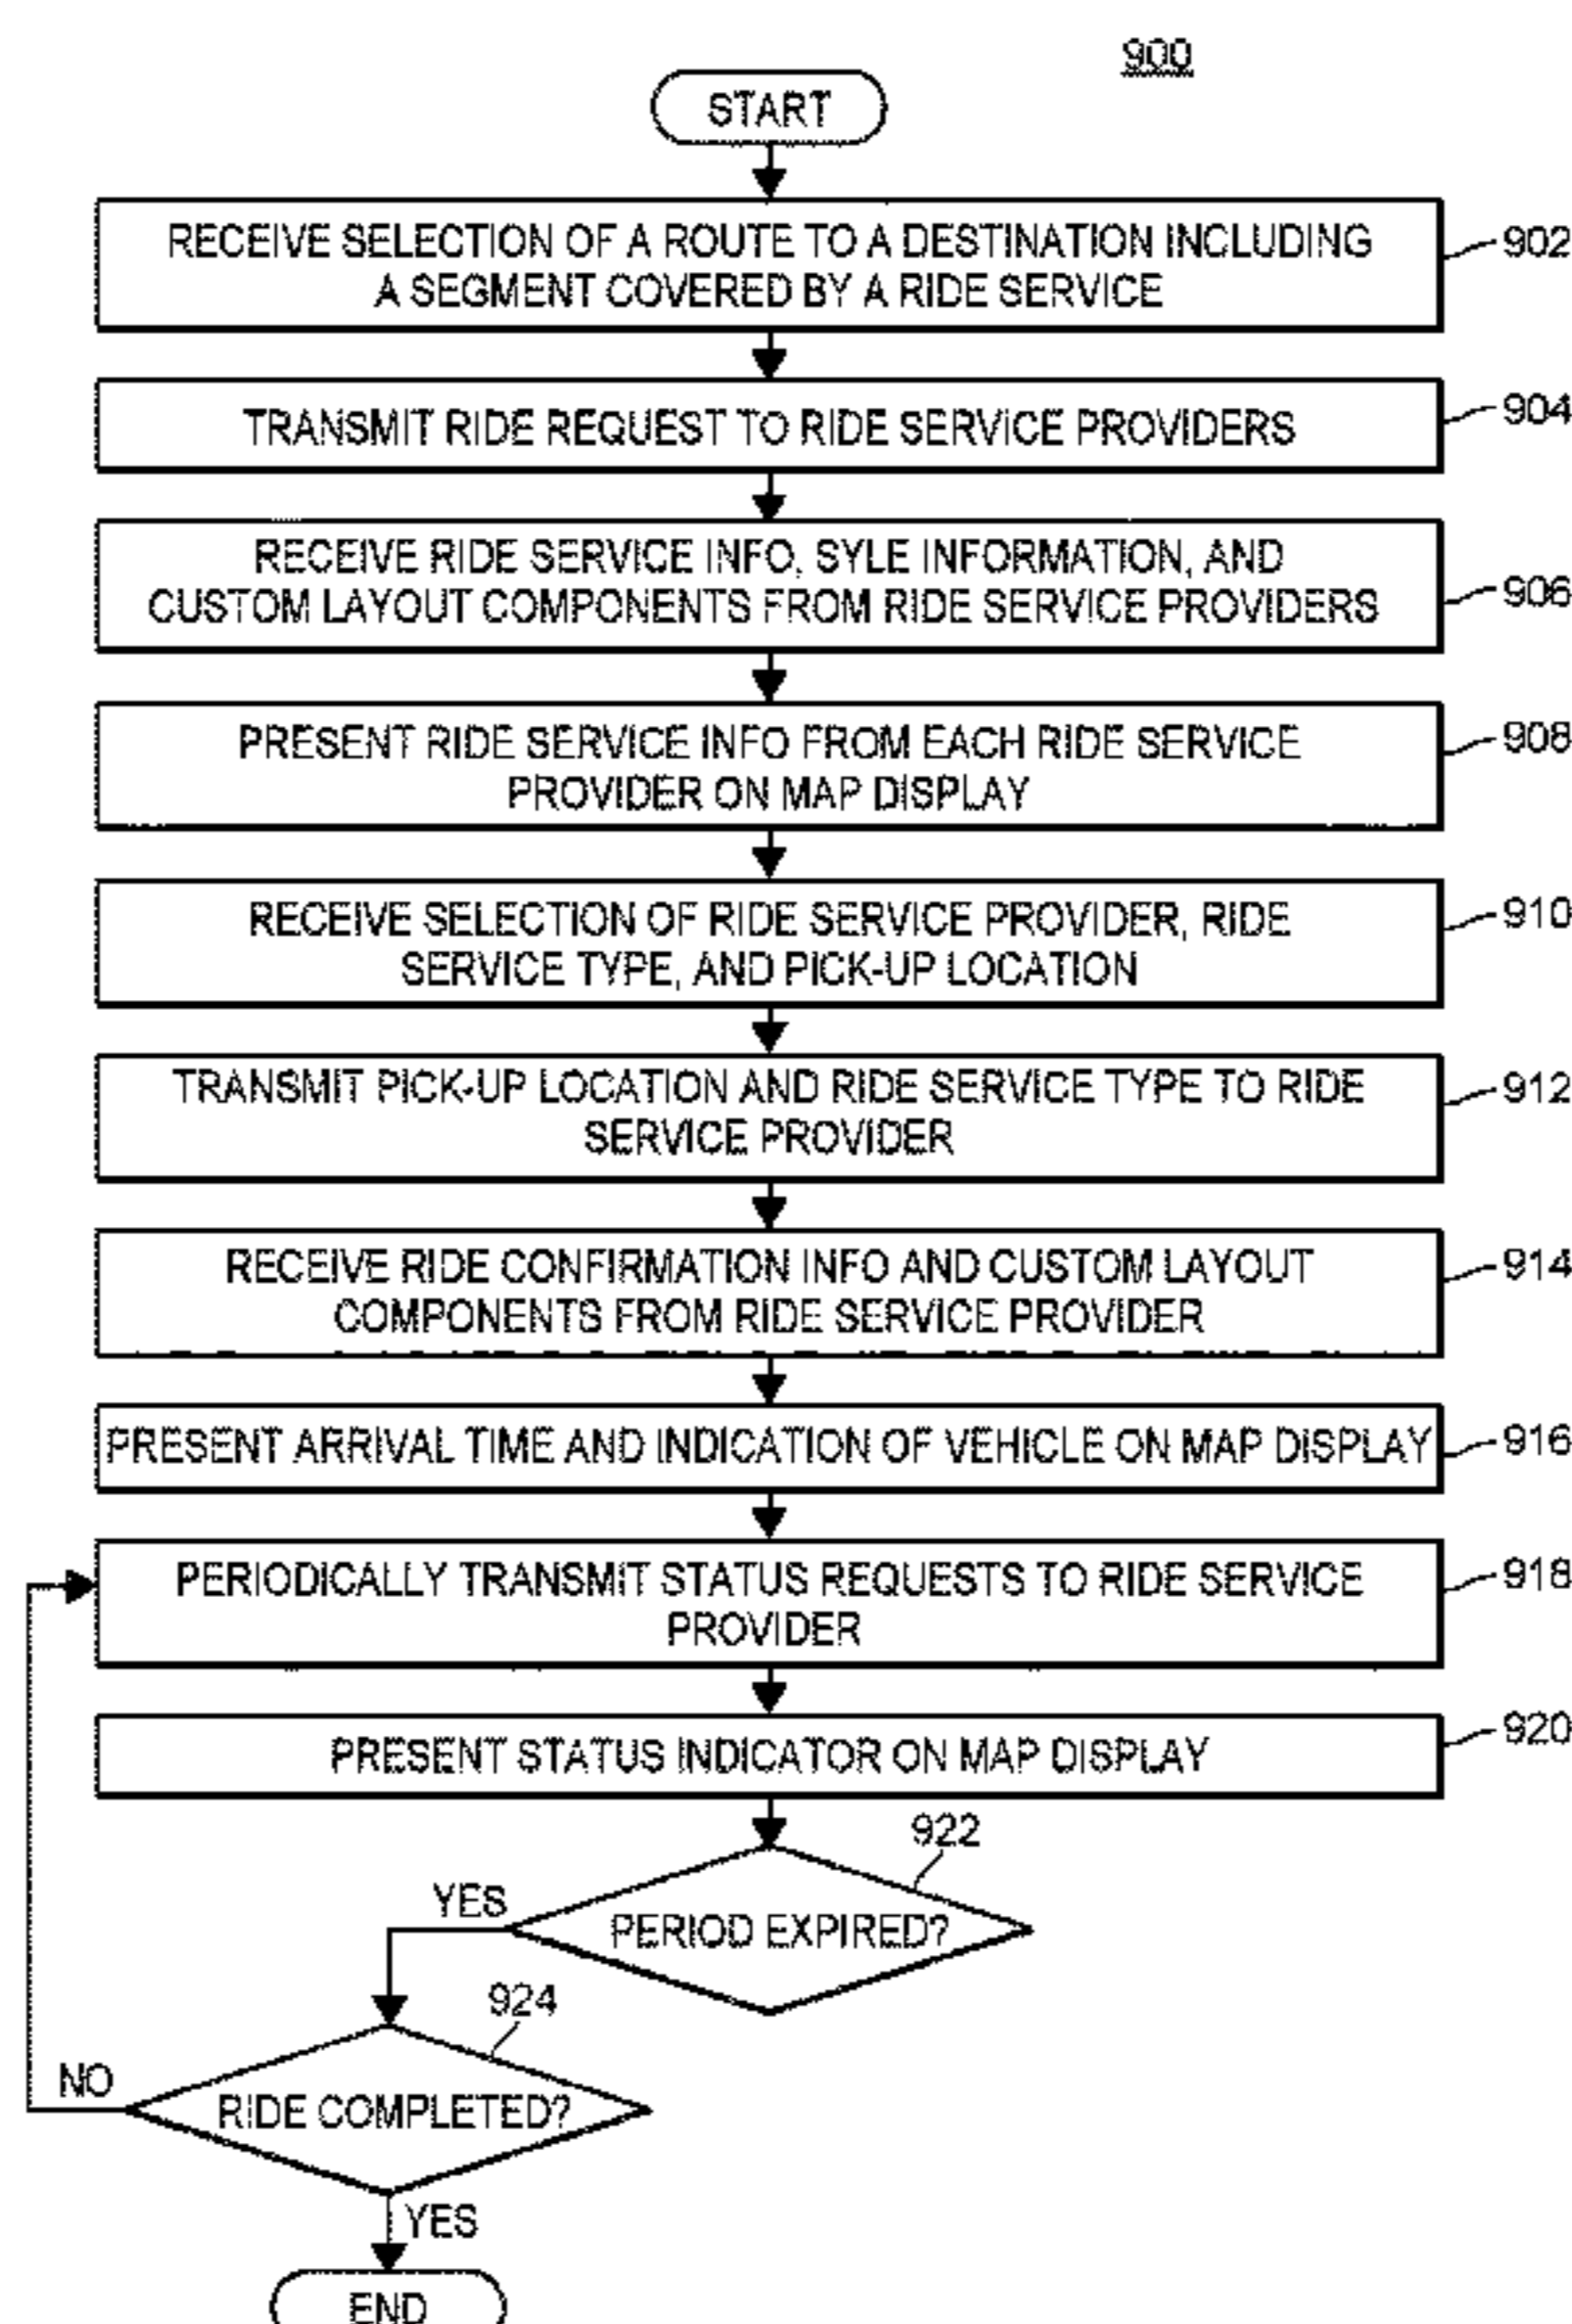 900
START
RECEIVE SELECTION OF A ROUTE TO A DESTINATION INCLUDING
A SEGMENT COVERED BY A RIDE SERVICE
902
TRANSMIT RIDE REQUEST TO RIDE SERVICE PROVIDERS
904
RECEIVE RIDE SERVICE INFO, SYLE INFORMATION, AND
CUSTOM LAYOUT COMPONENTS FROM RIDE SERVICE PROVIDERS
906
PRESENT RIDE SERVICE INFO FROM EACH RIDE SERVICE
PROVIDER ON MAP DISPLAY
908
RECEIVE SELECTION OF RIDE SERVICE PROVIDER, RIDE
SERVICE TYPE, AND PICK-UP LOCATION
910
TRANSMIT PICK-UP LOCATION AND RIDE SERVICE TYPE TO RIDE
SERVICE PROVIDER
912
RECEIVE RIDE CONFIRMATION INFO AND CUSTOM LAYOUT
COMPONENTS FROM RIDE SERVICE PROVIDER
914
PRESENT ARRIVAL TIME AND INDICATION OF VEHICLE ON MAP DISPLAY
916
PERIODICALLY TRANSMIT STATUS REQUESTS TO RIDE SERVICE
PROVIDER
918
PRESENT STATUS INDICATOR ON MAP DISPLAY
920
922
YES
PERIOD EXPIRED?
924
NO
RIDE COMPLETED?
YES
END